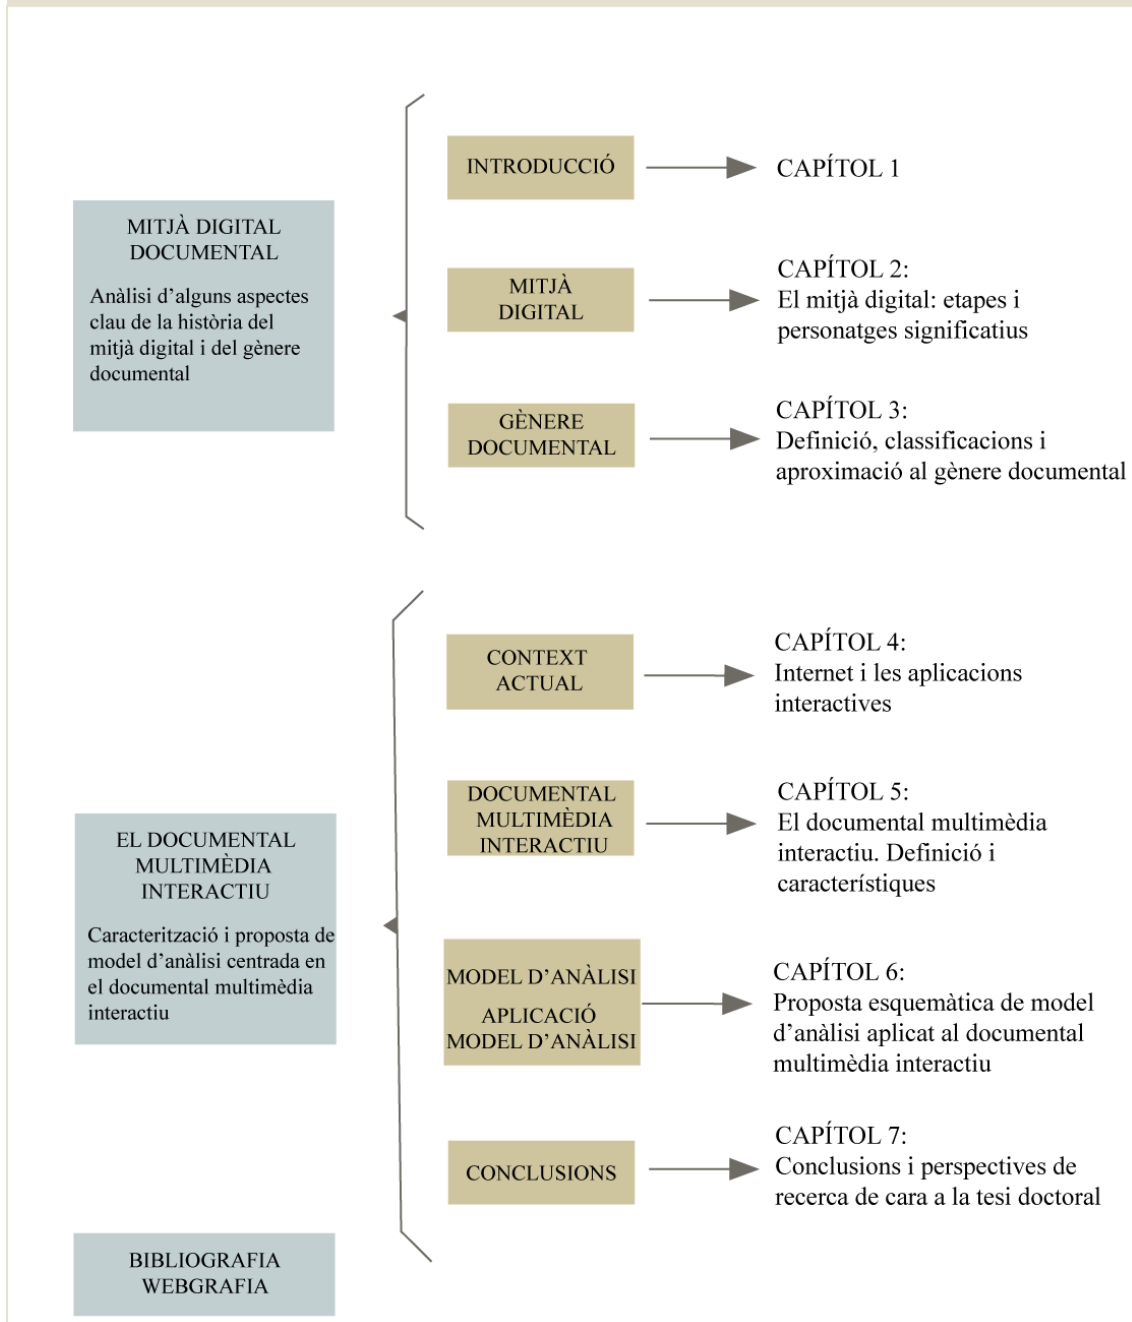 MITJÀ DIGITAL
DOCUMENTAL
Anàlisi d’alguns aspectes
clau de la història del
mitjà digital i del gènere
documental
INTRODUCCIÓ
CAPÍTOL 1
MITJÀ
DIGITAL
CAPÍTOL 2:
El mitjà digital: etapes i
personatges significatius
GÈNERE
DOCUMENTAL
CAPÍTOL 3:
Definició, classificacions i
aproximació al gènere documental
EL DOCUMENTAL
MULTIMÈDIA
INTERACTIU
Caracterització i proposta de
model d’anàlisi centrada en
el documental multimèdia
interactiu
CONTEXT
ACTUAL
CAPÍTOL 4:
Internet i les aplicacions
interactives
DOCUMENTAL
MULTIMÈDIA
INTERACTIU
CAPÍTOL 5:
El documental multimèdia
interactiu. Definició i
característiques
MODEL D’ANÀLISI
APLICACIÓ
MODEL D’ANÀLISI
CAPÍTOL 6:
Proposta esquemàtica de model
d’anàlisi aplicat al documental
multimèdia interactiu
CONCLUSIONS
CAPÍTOL 7:
Conclusions i perspectives de
recerca de cara a la tesi doctoral
BIBLIOGRAFIA
WEBGRAFIA